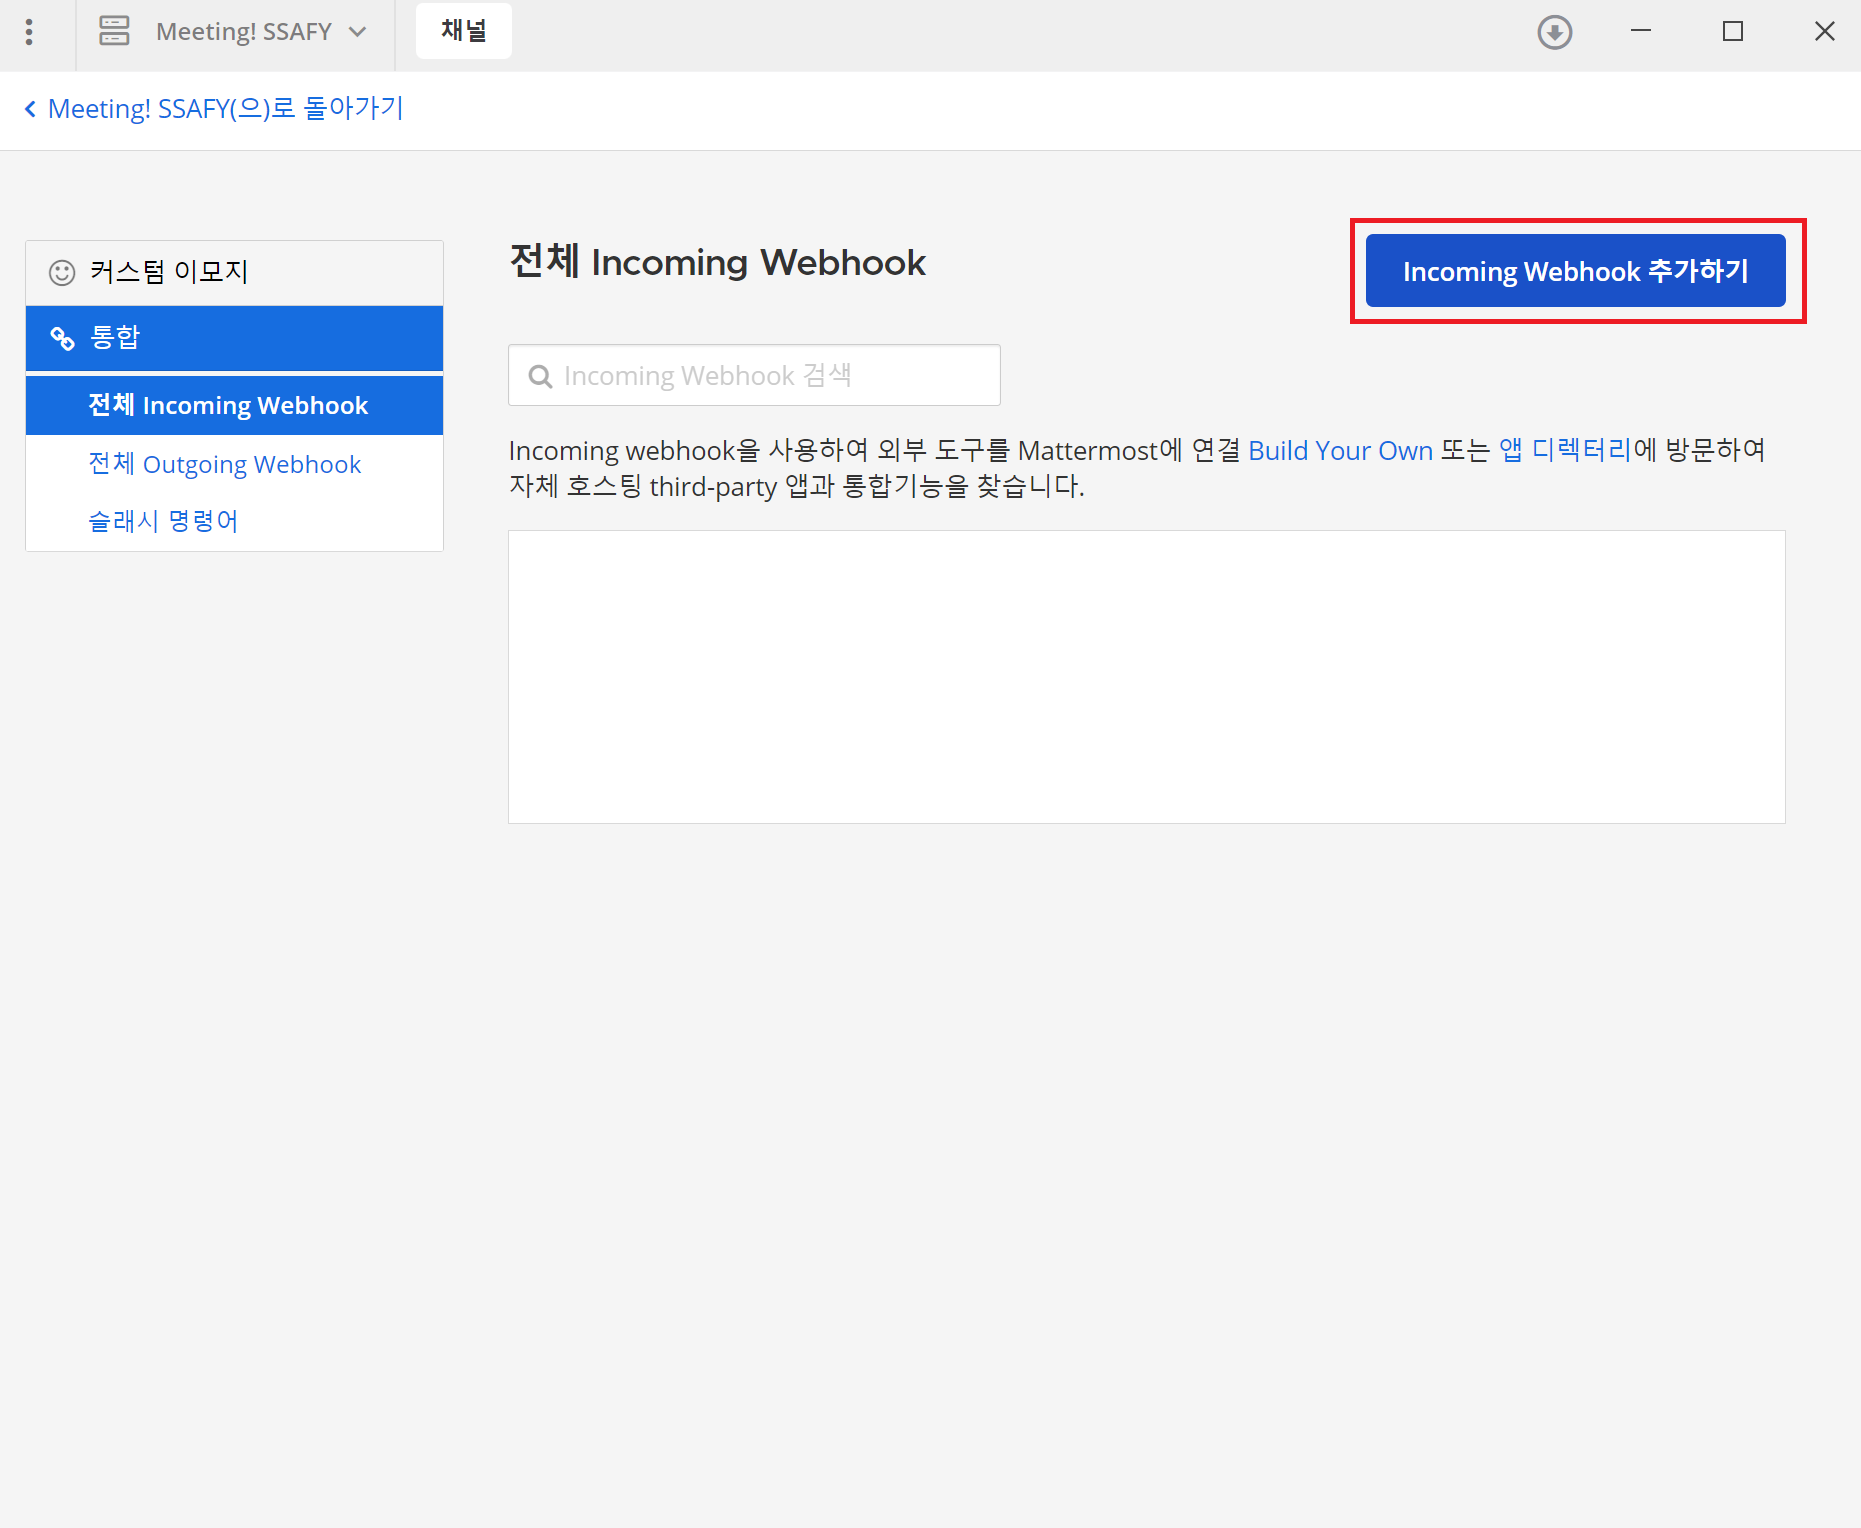 Meeting! SSAFY
채널
Meeting! SSAFY(으)로 돌아가기
커스텀 이모지
통합
전체 Incoming Webhook
전체 Outgoing Webhook
슬래시 명령어
전체 Incoming Webhook
Incoming Webhook 추가하기
Incoming Webhook 검색
Incoming webhook을 사용하여 외부 도구를 Mattermost에 연결 Build Your Own 또는 앱 디렉터리에 방문하여
자체 호스팅 third-party 앱과 통합기능을 찾습니다.